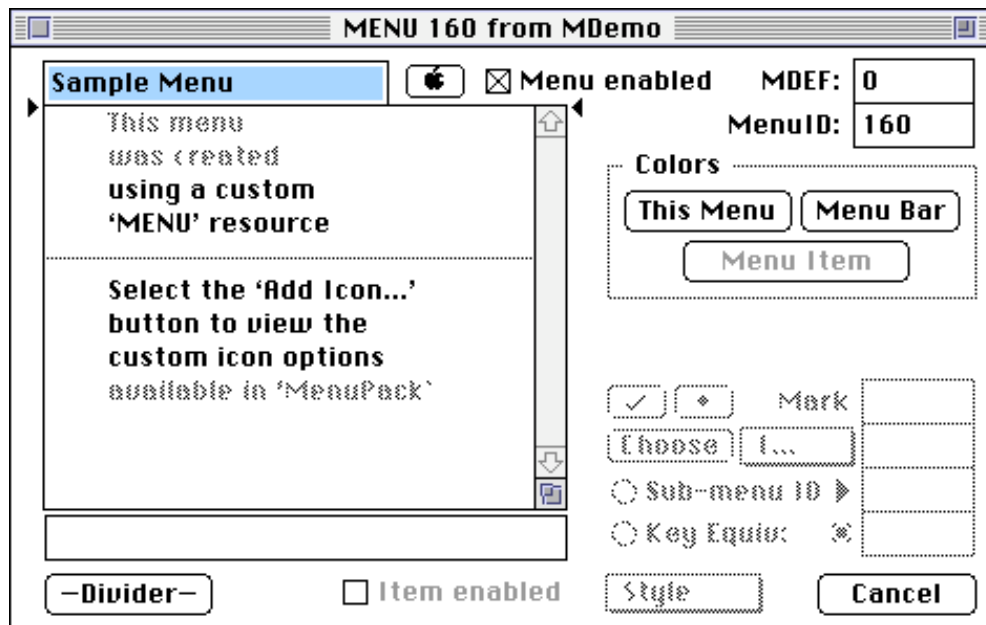 MENU 160 from MDemo
Sample Menu
Menu enabled
MDEF: 0
MenuID: 160
This menu
was created
using a custom
‘MENU’ resource
Select the ‘Add Icon...’
button to view the
custom icon options
available in ‘MenuPack’
Colors
This Menu
Menu Bar
Menu Item
Mark
Choose
Sub-menu ID
Key Equiv:
–Divider–
Item enabled
Style
Cancel